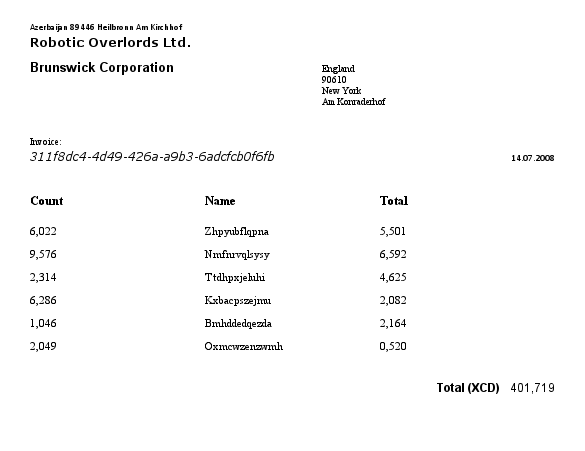 Azerbaijan 89446 Heilbronn Am Kirchhof
Robotic Overlords Ltd.
Brunswick Corporation
England
90610
New York
Am Konraderhof
Invoice:
311f8dc4-4d49-426a-a9b3-6adcfcb0f6fb
14.07.2008
Count Name Total
6,022 Zhpyubflqpna 5,501
9,576 Nmfnrvqlsysy 6,592
2,314 Ttdhpxjeluhi 4,625
6,286 Kxbacpszejmu 2,082
1,046 Bmhddedqezda 2,164
2,049 Oxmcwzenzwmh 0,520
Total (XCD) 401,719